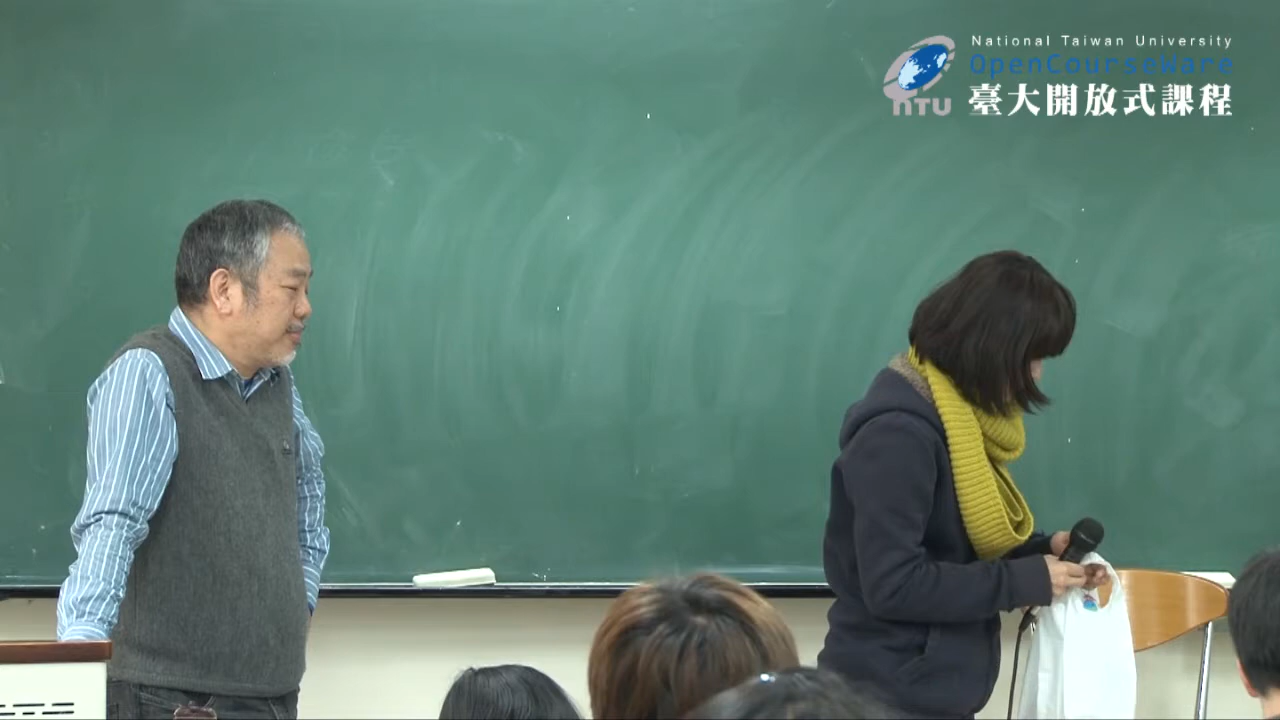 National Taiwan University
OpenCourseWare
NTU
臺大開放式課程